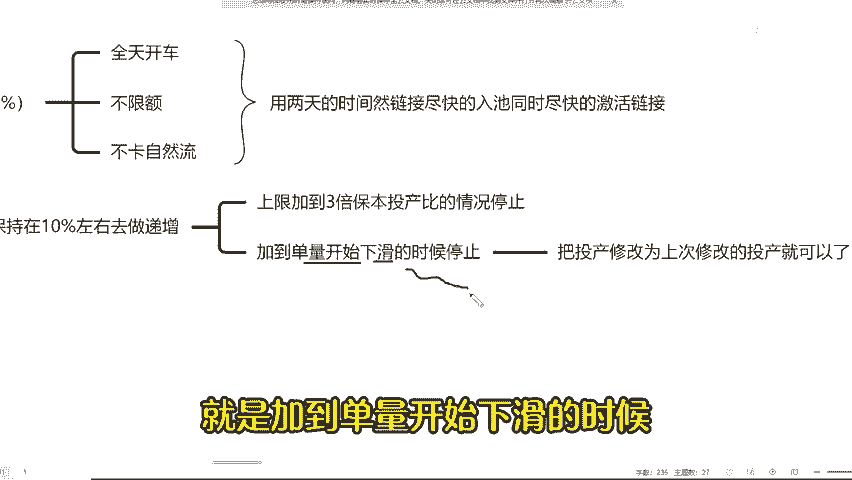 全天开车
%)
不限额
用两天的时间然链接尽快的入池同时尽快的激活链接
不卡自然流
上限加到3倍保本投产比的情况停止
保持在10%左右去做递增
加到单量开始下滑的时候停止
把投产修改为上次修改的投产就可以了
就是加到单量开始下滑的时候
字数：236 主题数：27